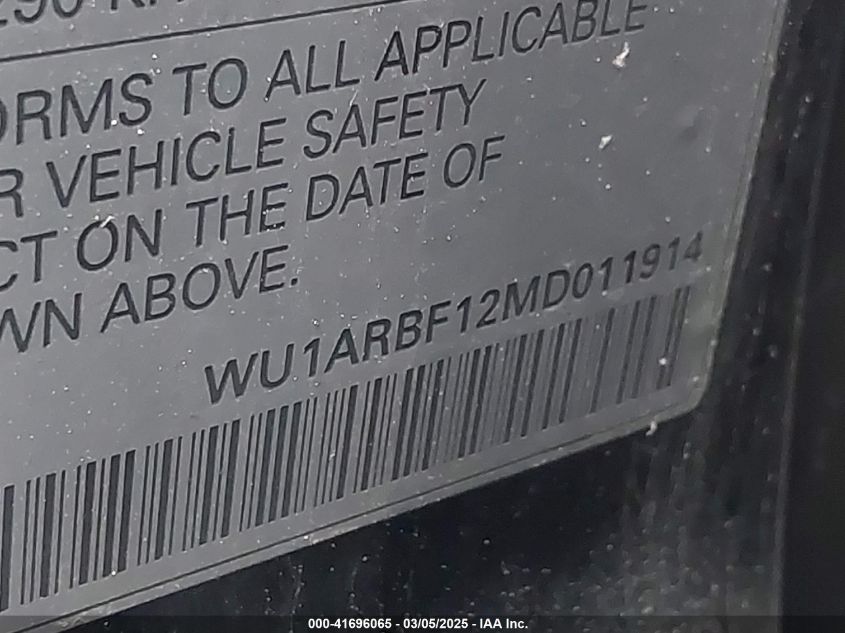 ORMS TO ALL APPLICABLE
R VEHICLE SAFETY
CT ON THE DATE OF
WN ABOVE.
WU1ARBF12MD011914
000-41696065 - 03/05/2025 - IAA Inc.